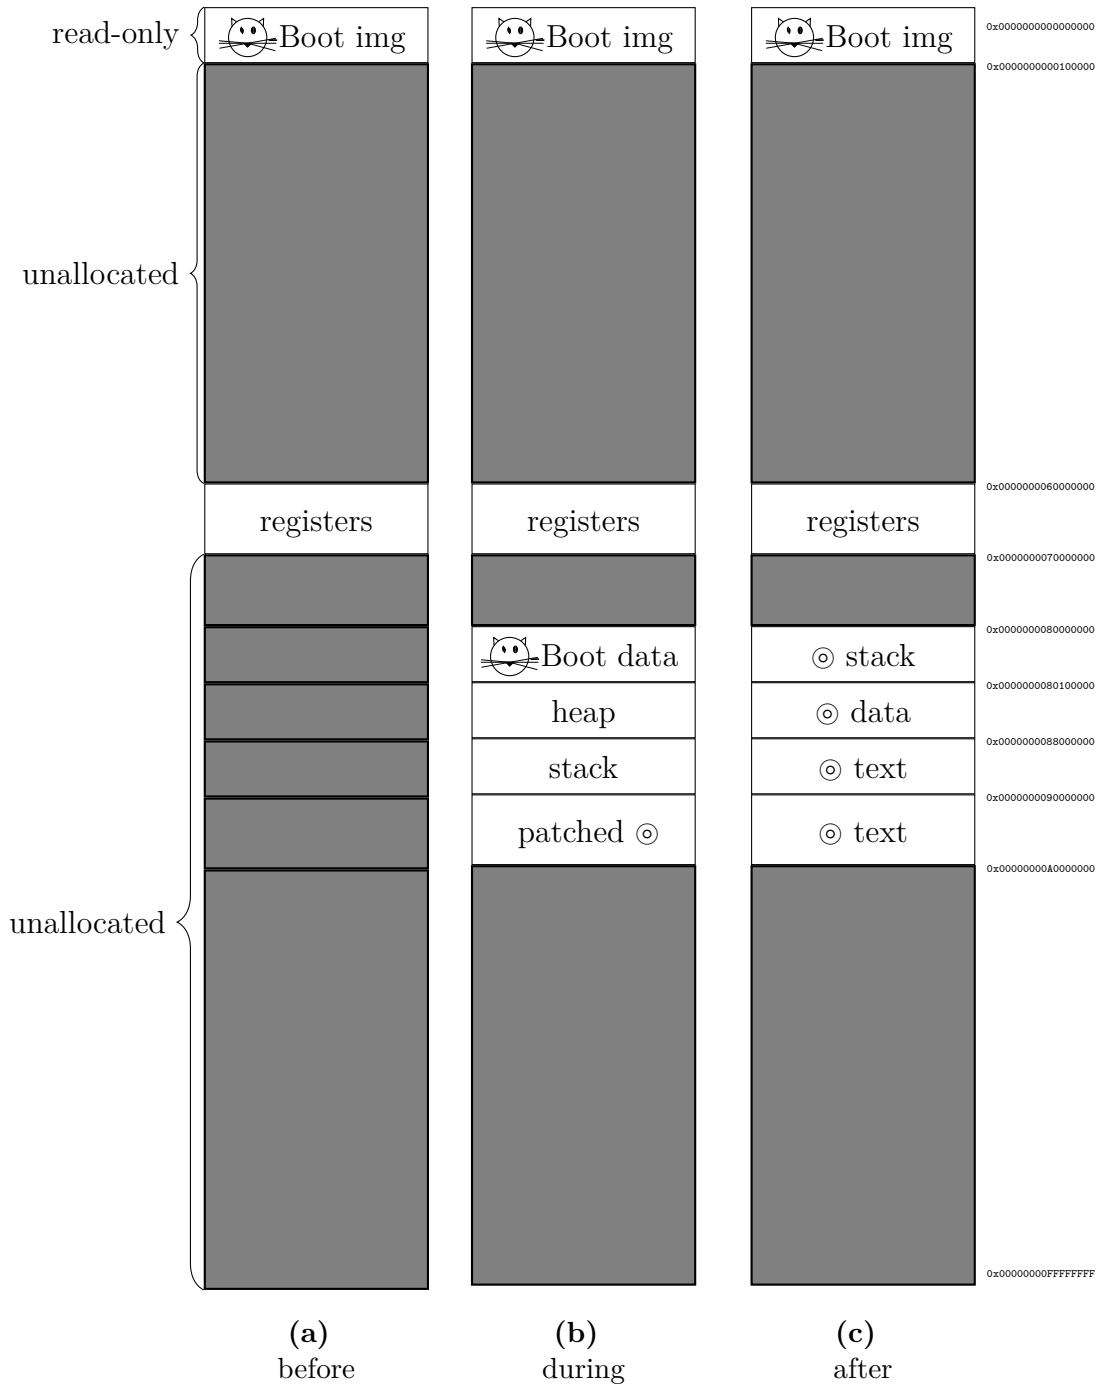 read-only
Boot img
Boot img
Boot img
0x0000000000000000
0x0000000000100000
unallocated
0x0000000060000000
registers
registers
registers
0x0000000070000000
0x0000000080000000
Boot data
◎ stack
0x0000000080100000
heap
◎ data
0x0000000088000000
stack
◎ text
0x0000000090000000
patched ◎
◎ text
0x00000000A0000000
unallocated
0x00000000FFFFFFFF
(a)
(b)
(c)
before
during
after